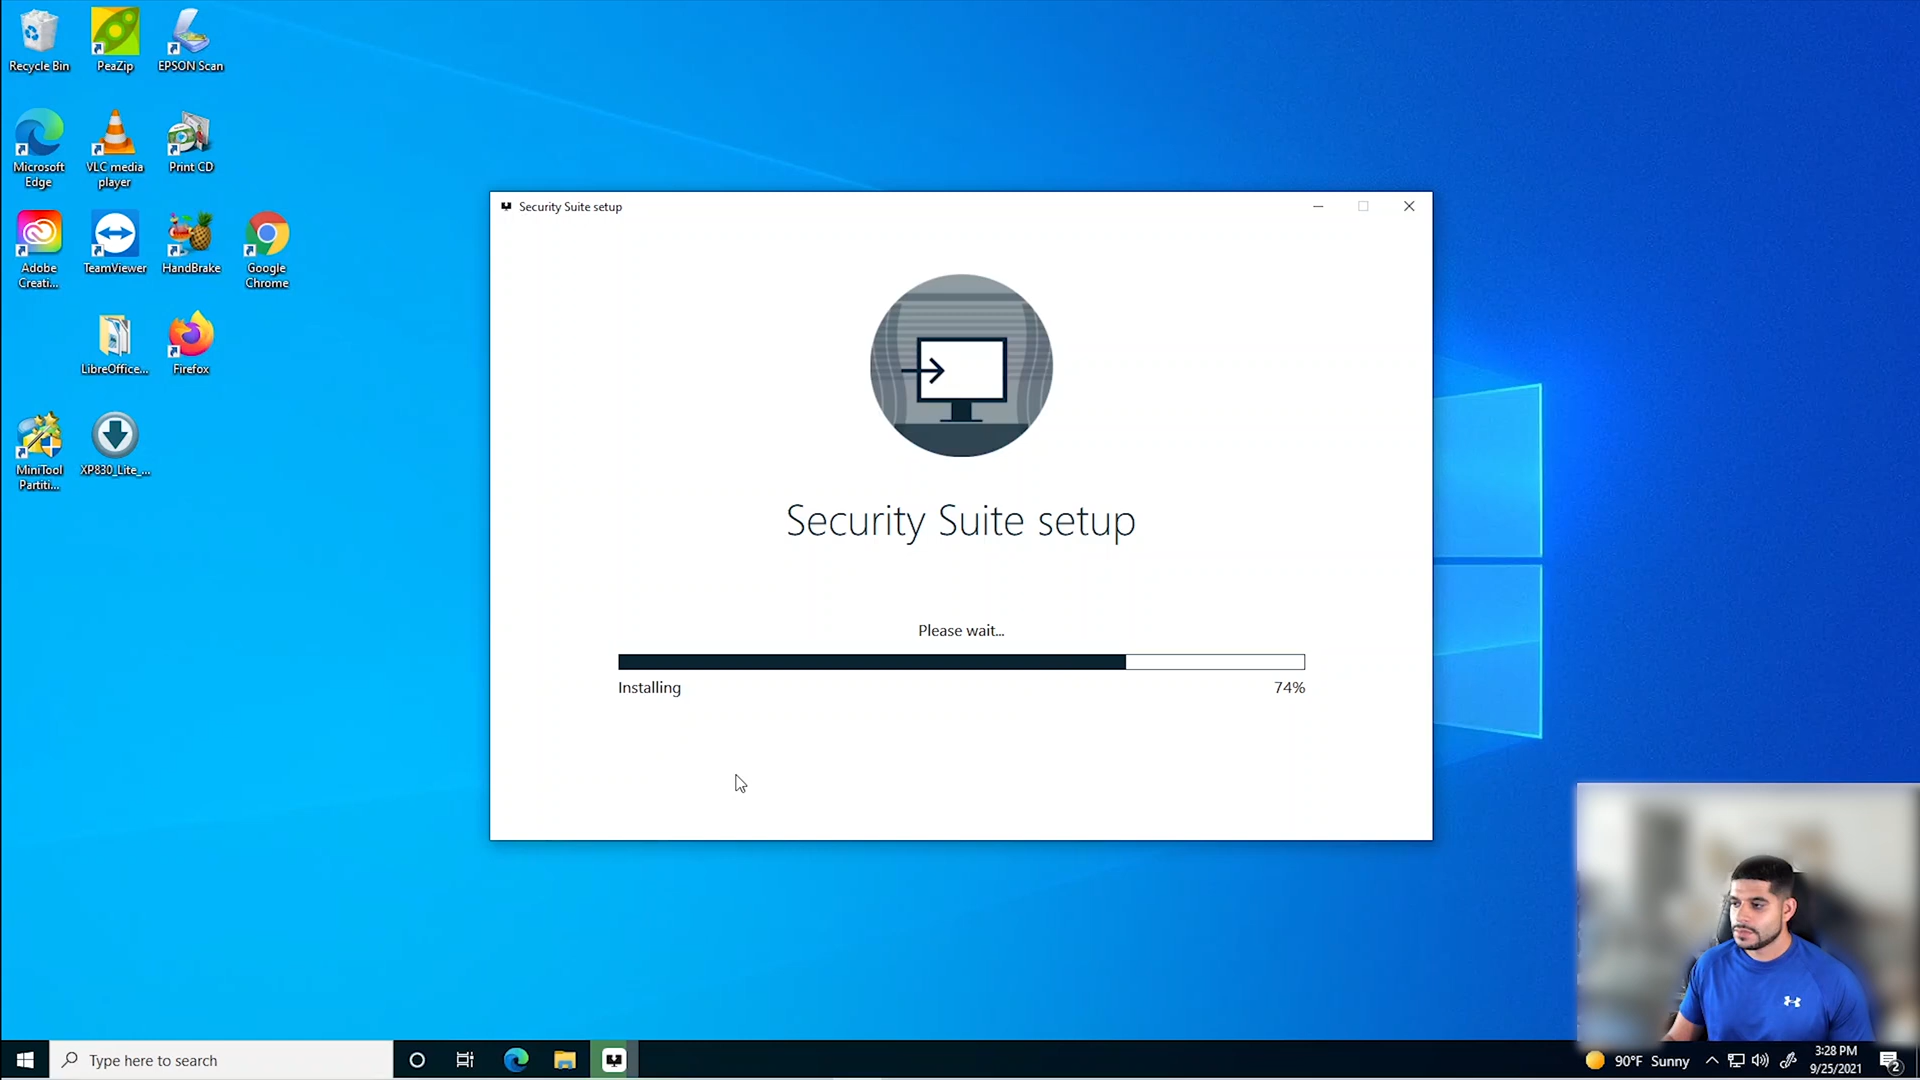 Recycle Bin
PeaZip
EPSON Scan
Microsoft
Edge
VLC media
player
Print CD
Adobe
Creati...
TeamViewer
HandBrake
Google
Chrome
LibreOffice...
Firefox
MiniTool
Partiti...
XP830_Lite_...
Security Suite setup
Security Suite setup
Please wait...
Installing
74%
Type here to search
90°F Sunny
3:28 PM
9/25/2021
2